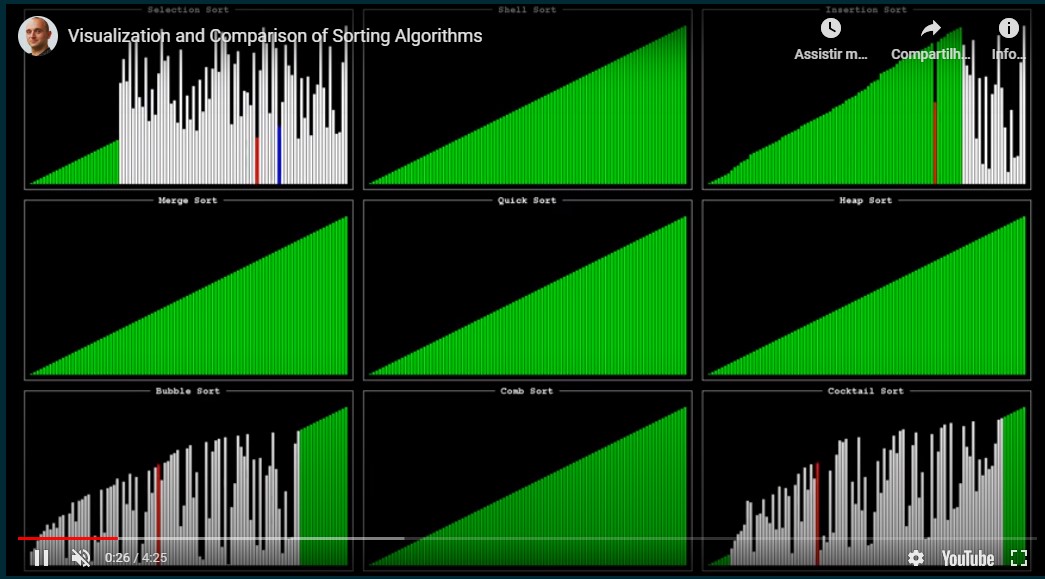 Selection Sort
Shell Sort
Insertion Sort
Visualization and Comparison of Sorting Algorithms
Assistir m...
Compartilh...
Info...
Merge Sort
Quick Sort
Heap Sort
Bubble Sort
Comb Sort
Cocktail Sort
0:26 / 4:25
YouTube